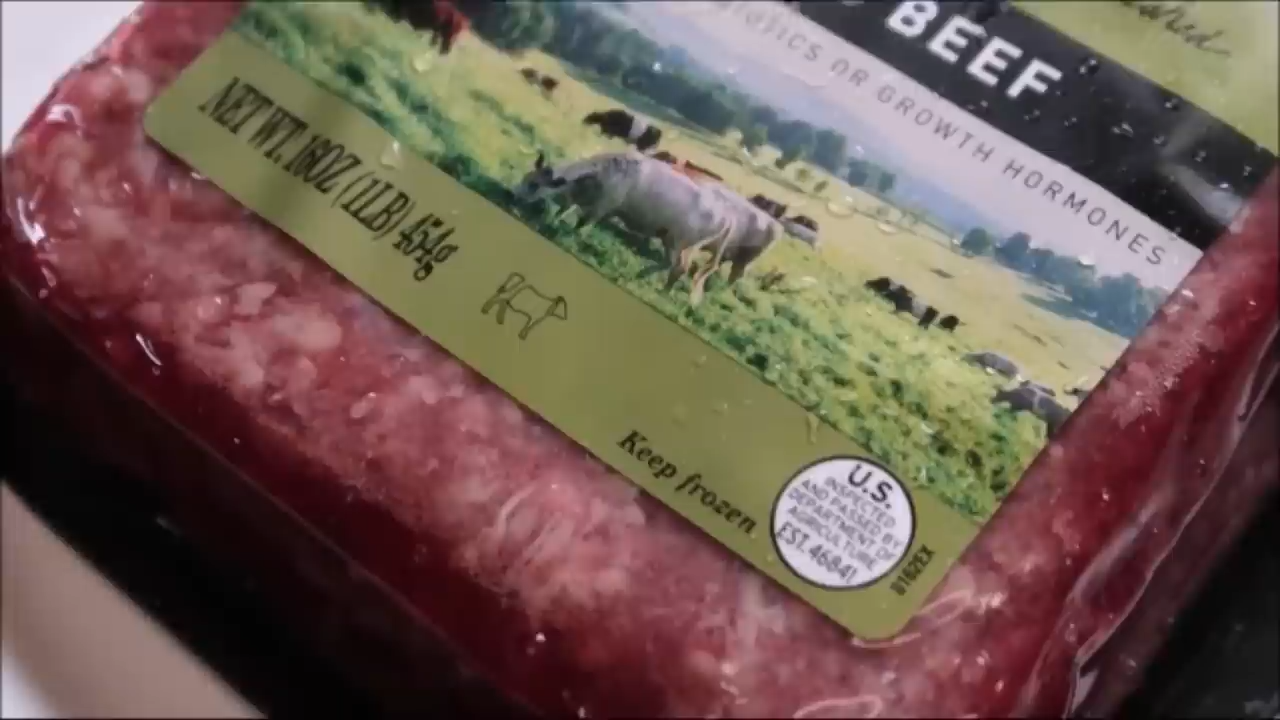 BEEF
OR GROWTH HORMONES
NET WT. 16OZ (1LB) 454g
Keep frozen
U.S.
INSPECTED
AND PASSED BY
DEPARTMENT OF
AGRICULTURE
EST. 46841